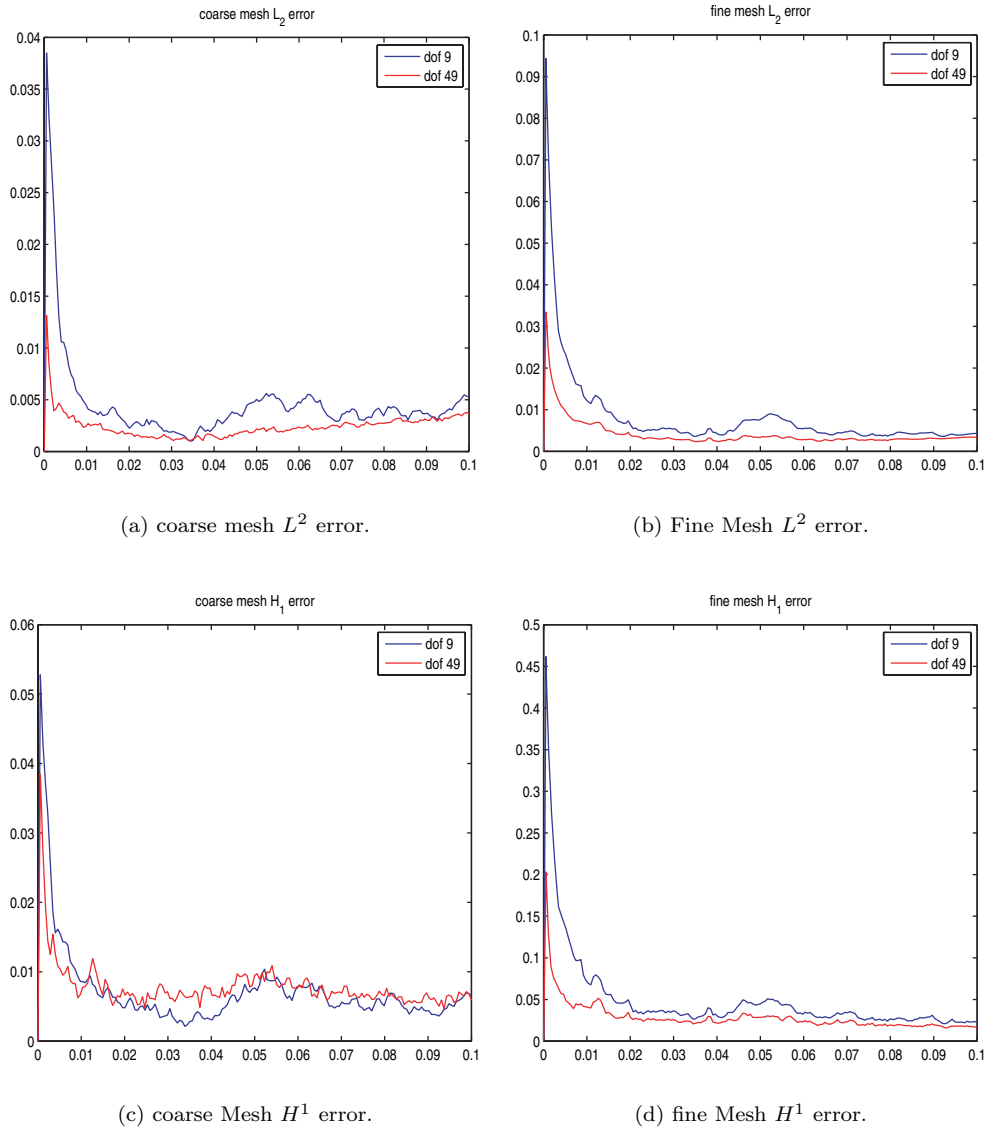 coarse mesh L2 error
0.04
0.035
0.03
0.025
0.02
0.015
0.01
0.005
0
0 0.01 0.02 0.03 0.04 0.05 0.06 0.07 0.08 0.09 0.1
dof 9
dof 49
(a) coarse mesh L² error.
fine mesh L2 error
0.1
0.09
0.08
0.07
0.06
0.05
0.04
0.03
0.02
0.01
0
0 0.01 0.02 0.03 0.04 0.05 0.06 0.07 0.08 0.09 0.1
dof 9
dof 49
(b) Fine Mesh L² error.
coarse mesh H1 error
0.06
0.05
0.04
0.03
0.02
0.01
0
0 0.01 0.02 0.03 0.04 0.05 0.06 0.07 0.08 0.09 0.1
dof 9
dof 49
(c) coarse Mesh H¹ error.
fine mesh H1 error
0.5
0.45
0.4
0.35
0.3
0.25
0.2
0.15
0.1
0.05
0
0 0.01 0.02 0.03 0.04 0.05 0.06 0.07 0.08 0.09 0.1
dof 9
dof 49
(d) fine Mesh H¹ error.